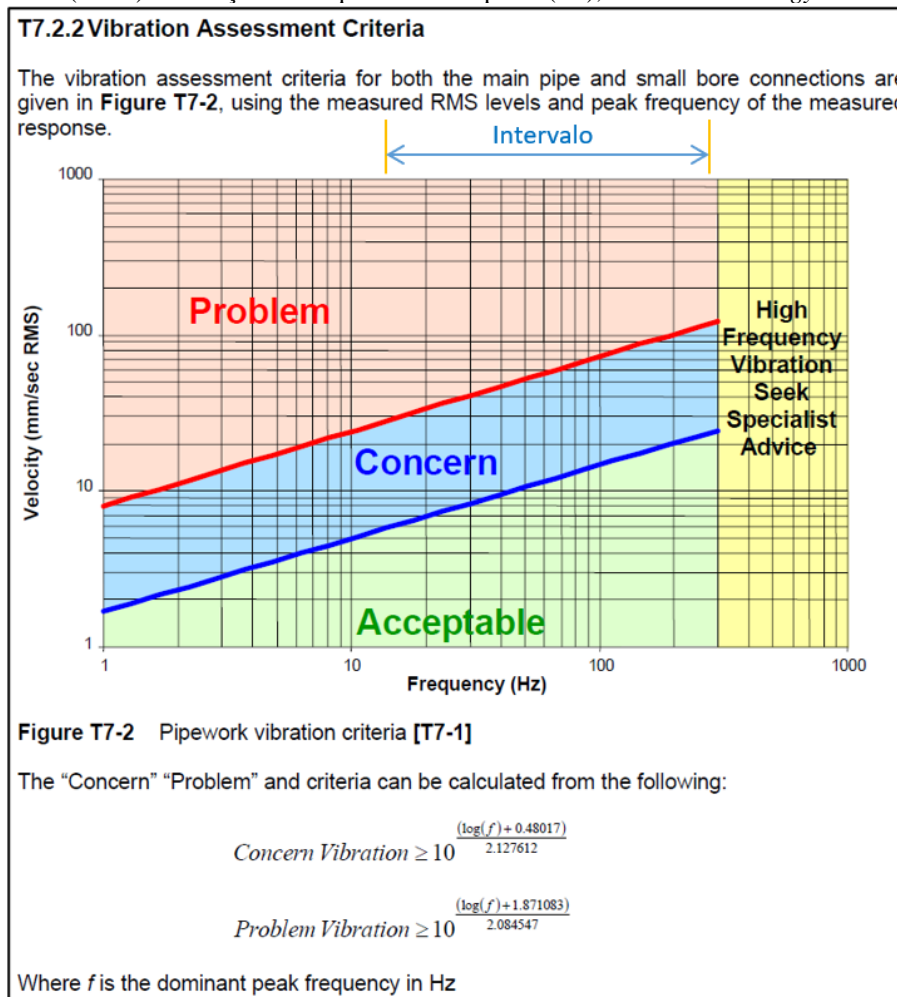 T7.2.2 Vibration Assessment Criteria
The vibration assessment criteria for both the main pipe and small bore connections are
given in Figure T7-2, using the measured RMS levels and peak frequency of the measured
response.
Intervalo
1000
100
10
1
Velocity (mm/sec RMS)
Problem
Concern
Acceptable
High
Frequency
Vibration
Seek
Specialist
Advice
1 10 100 1000
Frequency (Hz)
Figure T7-2 Pipework vibration criteria [T7-1]
The “Concern” “Problem” and criteria can be calculated from the following:
Concern Vibration ≥ 10^((log(f)+0.48017)/2.127612)
Problem Vibration ≥ 10^((log(f)+1.871083)/2.084547)
Where f is the dominant peak frequency in Hz